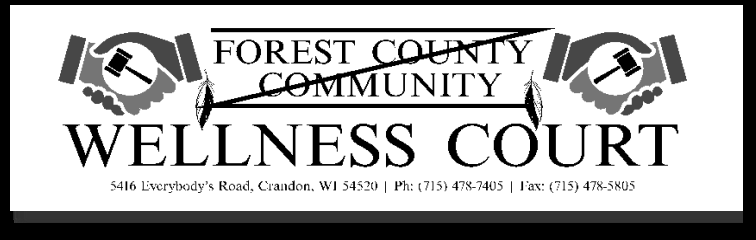 FOREST COUNTY
COMMUNITY
WELLNESS COURT
5416 Everybody's Road, Crandon, WI 54520 | Ph: (715) 478-7405 | Fax: (715) 478-5805